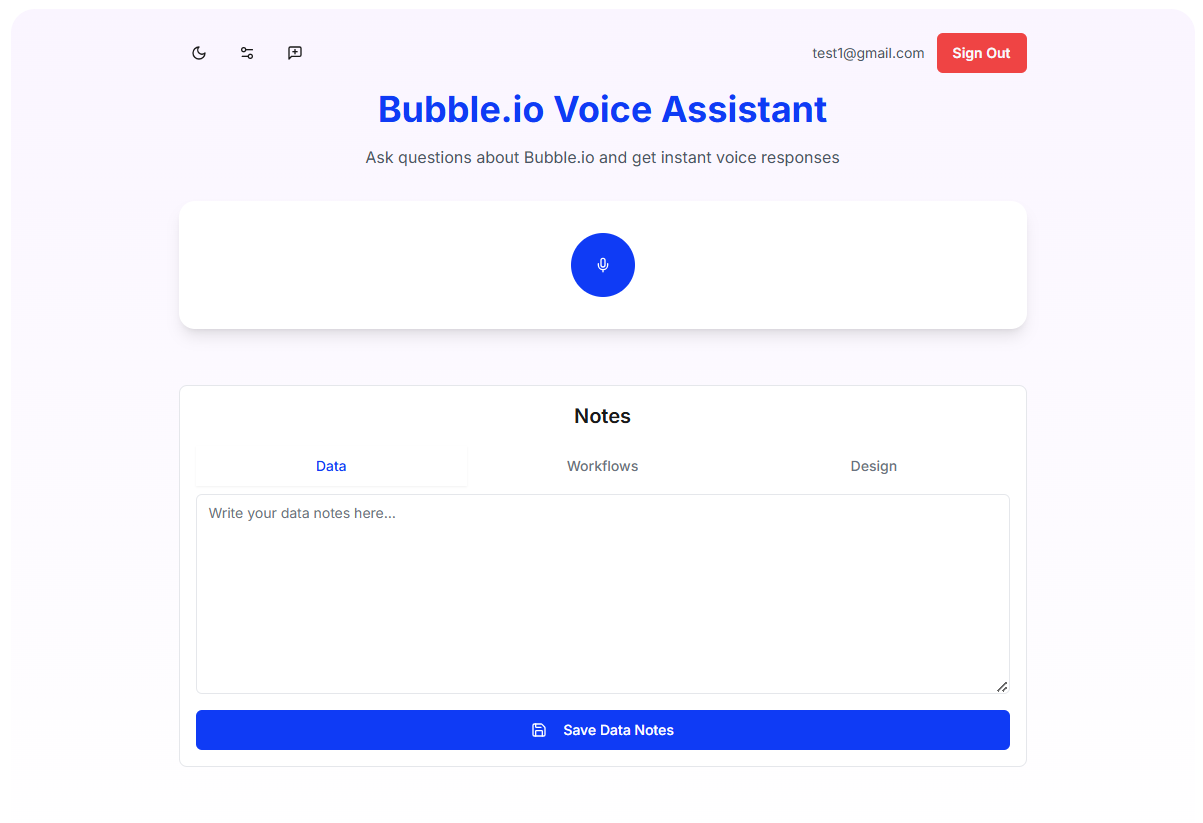 test1@gmail.com
Sign Out
Bubble.io Voice Assistant
Ask questions about Bubble.io and get instant voice responses
Notes
Data
Workflows
Design
Write your data notes here...
Save Data Notes